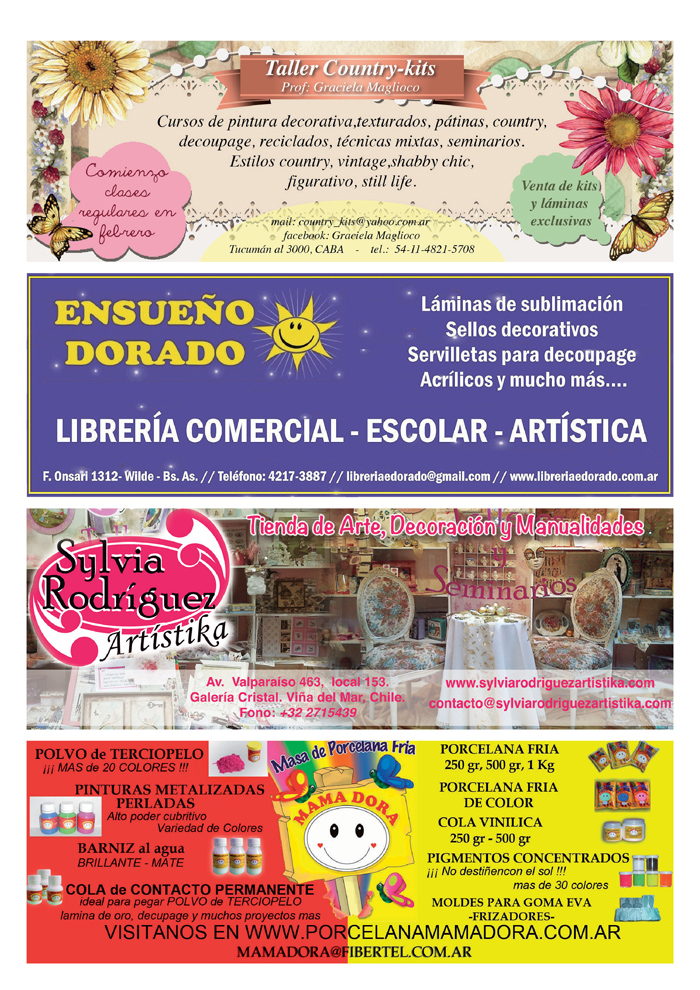 Taller Country-kits
Prof: Graciela Maglioco
Cursos de pintura decorativa,texturados, pátinas, country,
decoupage, reciclados, técnicas mixtas, seminarios.
Estilos country, vintage,shabby chic,
figurativo, still life.
Comienzo
clases
regulares en
febrero
Venta de kits
y láminas
exclusivas
mail: country_kits@yahoo.com.ar
facebook: Graciela Maglioco
Tucumán al 3000, CABA - tel.: 54-11-4821-5708
ENSUEÑO
DORADO
Láminas de sublimación
Sellos decorativos
Servilletas para decoupage
Acrílicos y mucho más....
LIBRERÍA COMERCIAL - ESCOLAR - ARTÍSTICA
F. Onsari 1312- Wilde - Bs. As. // Teléfono: 4217-3887 // libreriaedorado@gmail.com // www.libreriaedorado.com.ar
Tienda de Arte, Decoración y Manualidades
Sylvia
Rodríguez
Artístika
y
Seminarios
Av. Valparaíso 463, local 153.
Galería Cristal. Viña del Mar, Chile.
Fono: +32 2715439
www.sylviarodriguezartistika.com
contacto@sylviarodriguezartistika.com
POLVO de TERCIOPELO
¡¡¡ MAS de 20 COLORES !!!
PINTURAS METALIZADAS
PERLADAS
Alto poder cubritivo
Variedad de Colores
BARNIZ al agua
BRILLANTE - MATE
COLA de CONTACTO PERMANENTE
ideal para pegar POLVO de TERCIOPELO
lamina de oro, decupage y muchos proyectos mas
Masa de Porcelana Fria
MAMA DORA
PORCELANA FRIA
250 gr, 500 gr, 1 Kg
PORCELANA FRIA
DE COLOR
COLA VINILICA
250 gr - 500 gr
PIGMENTOS CONCENTRADOS
¡¡¡ No destiñencon el sol !!!
mas de 30 colores
MOLDES PARA GOMA EVA
-FRIZADORES-
VISITANOS EN WWW.PORCELANAMAMADORA.COM.AR
MAMADORA@FIBERTEL.COM.AR